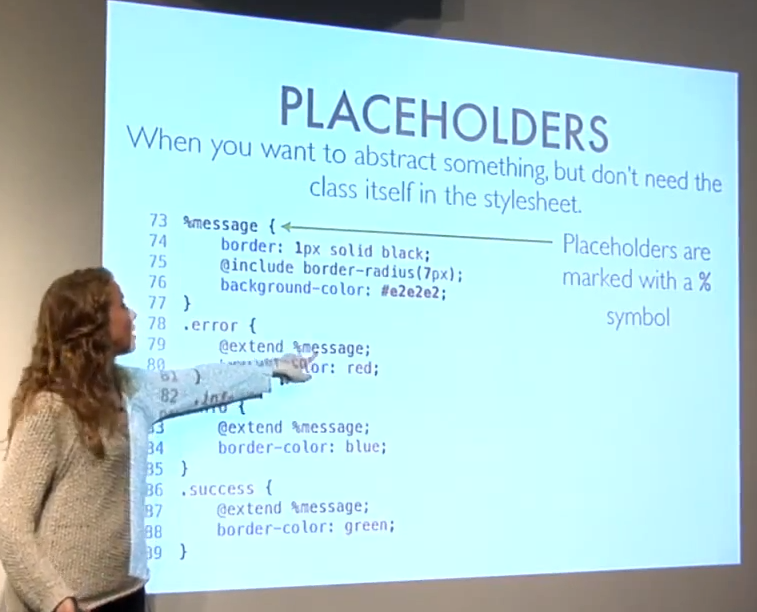 PLACEHOLDERS
When you want to abstract something, but don't need the
class itself in the stylesheet.
73 %message {
74 border: 1px solid black;
75 @include border-radius(7px);
76 background-color: #e2e2e2;
77 }
78 .error {
79 @extend %message;
80 color: red;
81 }
82 .info {
83 @extend %message;
84 border-color: blue;
85 }
86 .success {
87 @extend %message;
88 border-color: green;
89 }
Placeholders are
marked with a %
symbol